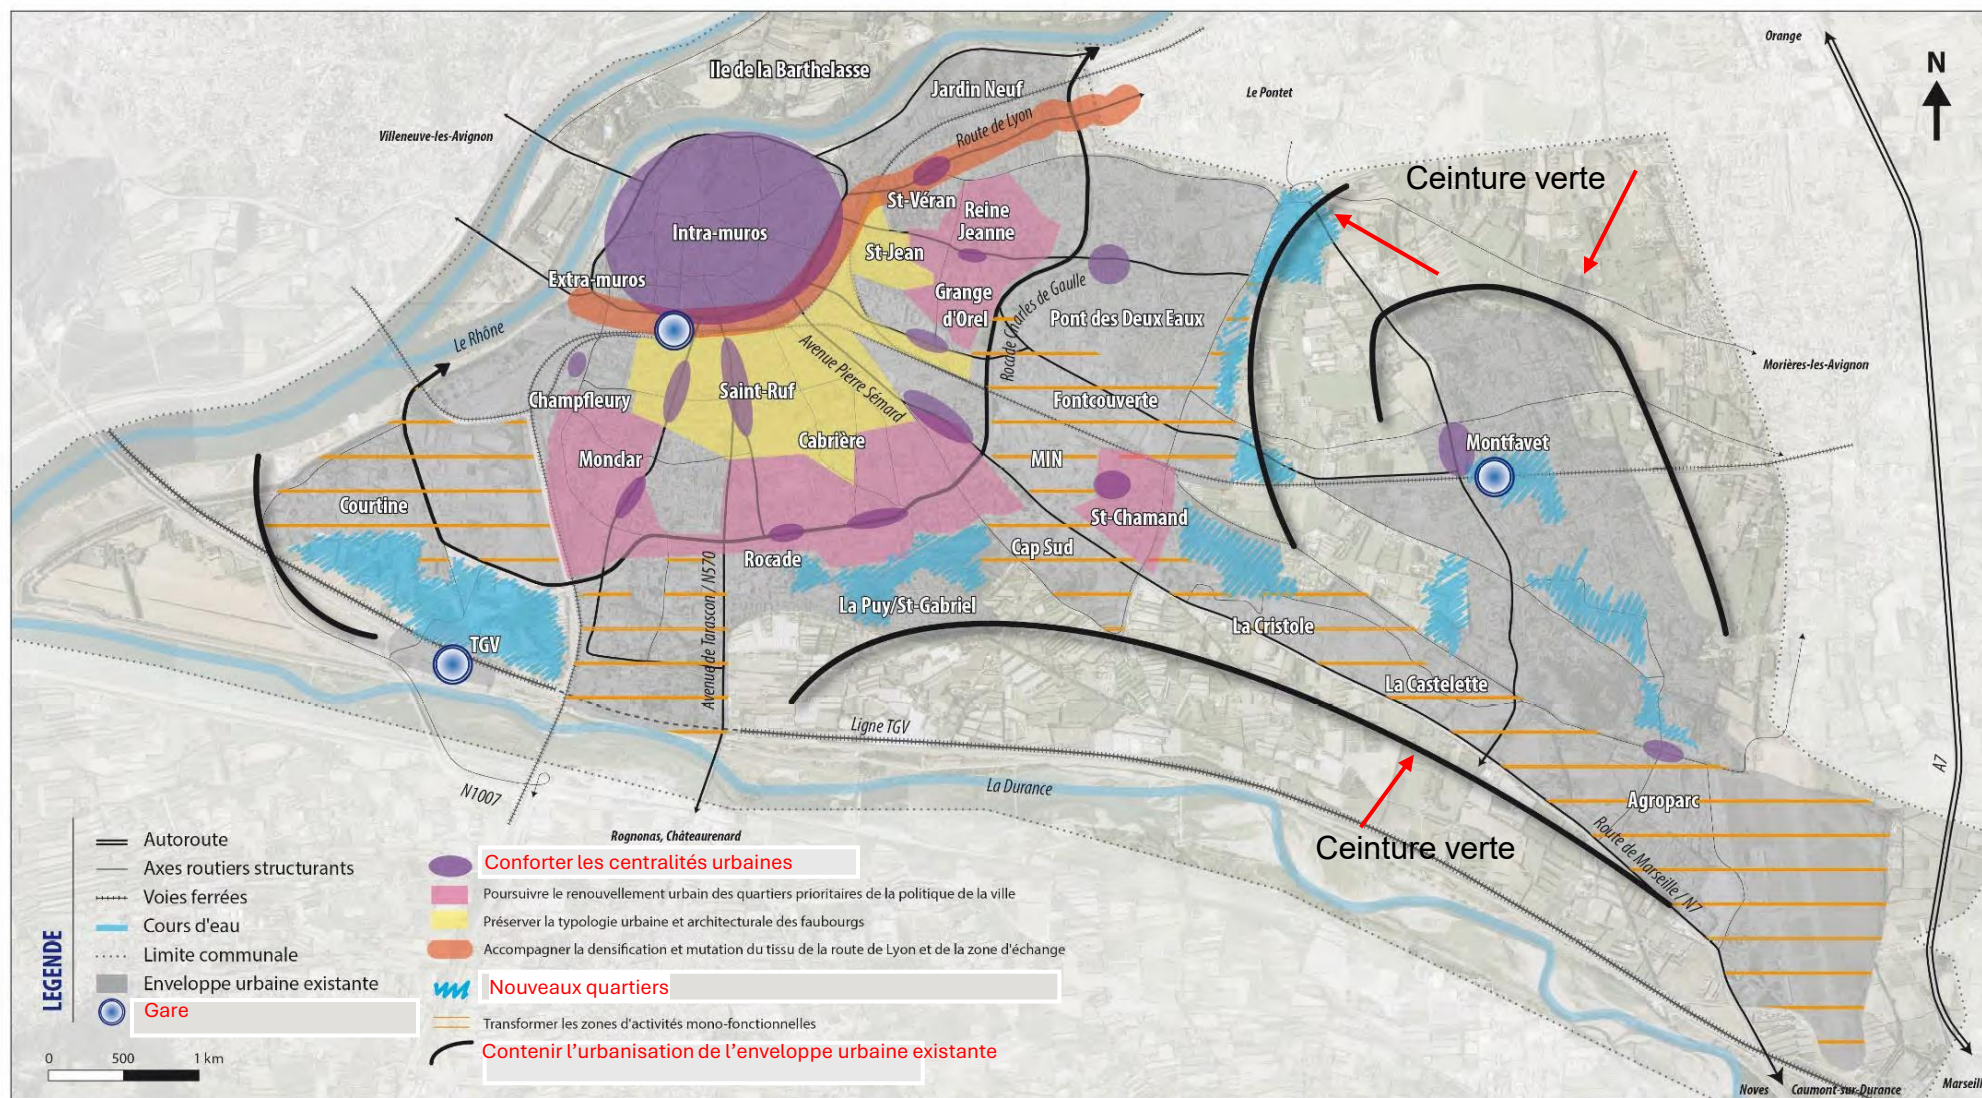 Orange
N
Ile de la Barthelasse
Jardin Neuf
Le Pontet
Villeneuve-les-Avignon
Route de Lyon
Ceinture verte
St-Véran
Reine
Jeanne
Intra-muros
St-Jean
Extra-muros
Grange
d'Orel
Rocade Charles de Gaulle
Pont des Deux Eaux
Le Rhône
Avenue Pierre Sémard
Morières-les-Avignon
Champfleury
Saint-Ruf
Fontcouverte
Cabrière
Montfavet
Monclar
MIN
Courtine
St-Chamand
Cap Sud
Rocade
Avenue de Tarascon / N570
La Puy/St-Gabriel
La Cristole
TGV
La Castelette
Ligne TGV
A7
La Durance
N1007
Agroparc
Route de Marseille / N7
Ceinture verte
Rognonas, Châteaurenard
LEGENDE
Autoroute
Axes routiers structurants
Voies ferrées
Cours d'eau
Limite communale
Enveloppe urbaine existante
Gare
0 500 1 km
Conforter les centralités urbaines
Poursuivre le renouvellement urbain des quartiers prioritaires de la politique de la ville
Préserver la typologie urbaine et architecturale des faubourgs
Accompagner la densification et mutation du tissu de la route de Lyon et de la zone d'échange
Nouveaux quartiers
Transformer les zones d'activités mono-fonctionnelles
Contenir l'urbanisation de l'enveloppe urbaine existante
Noves
Caumont-sur-Durance
Marseill